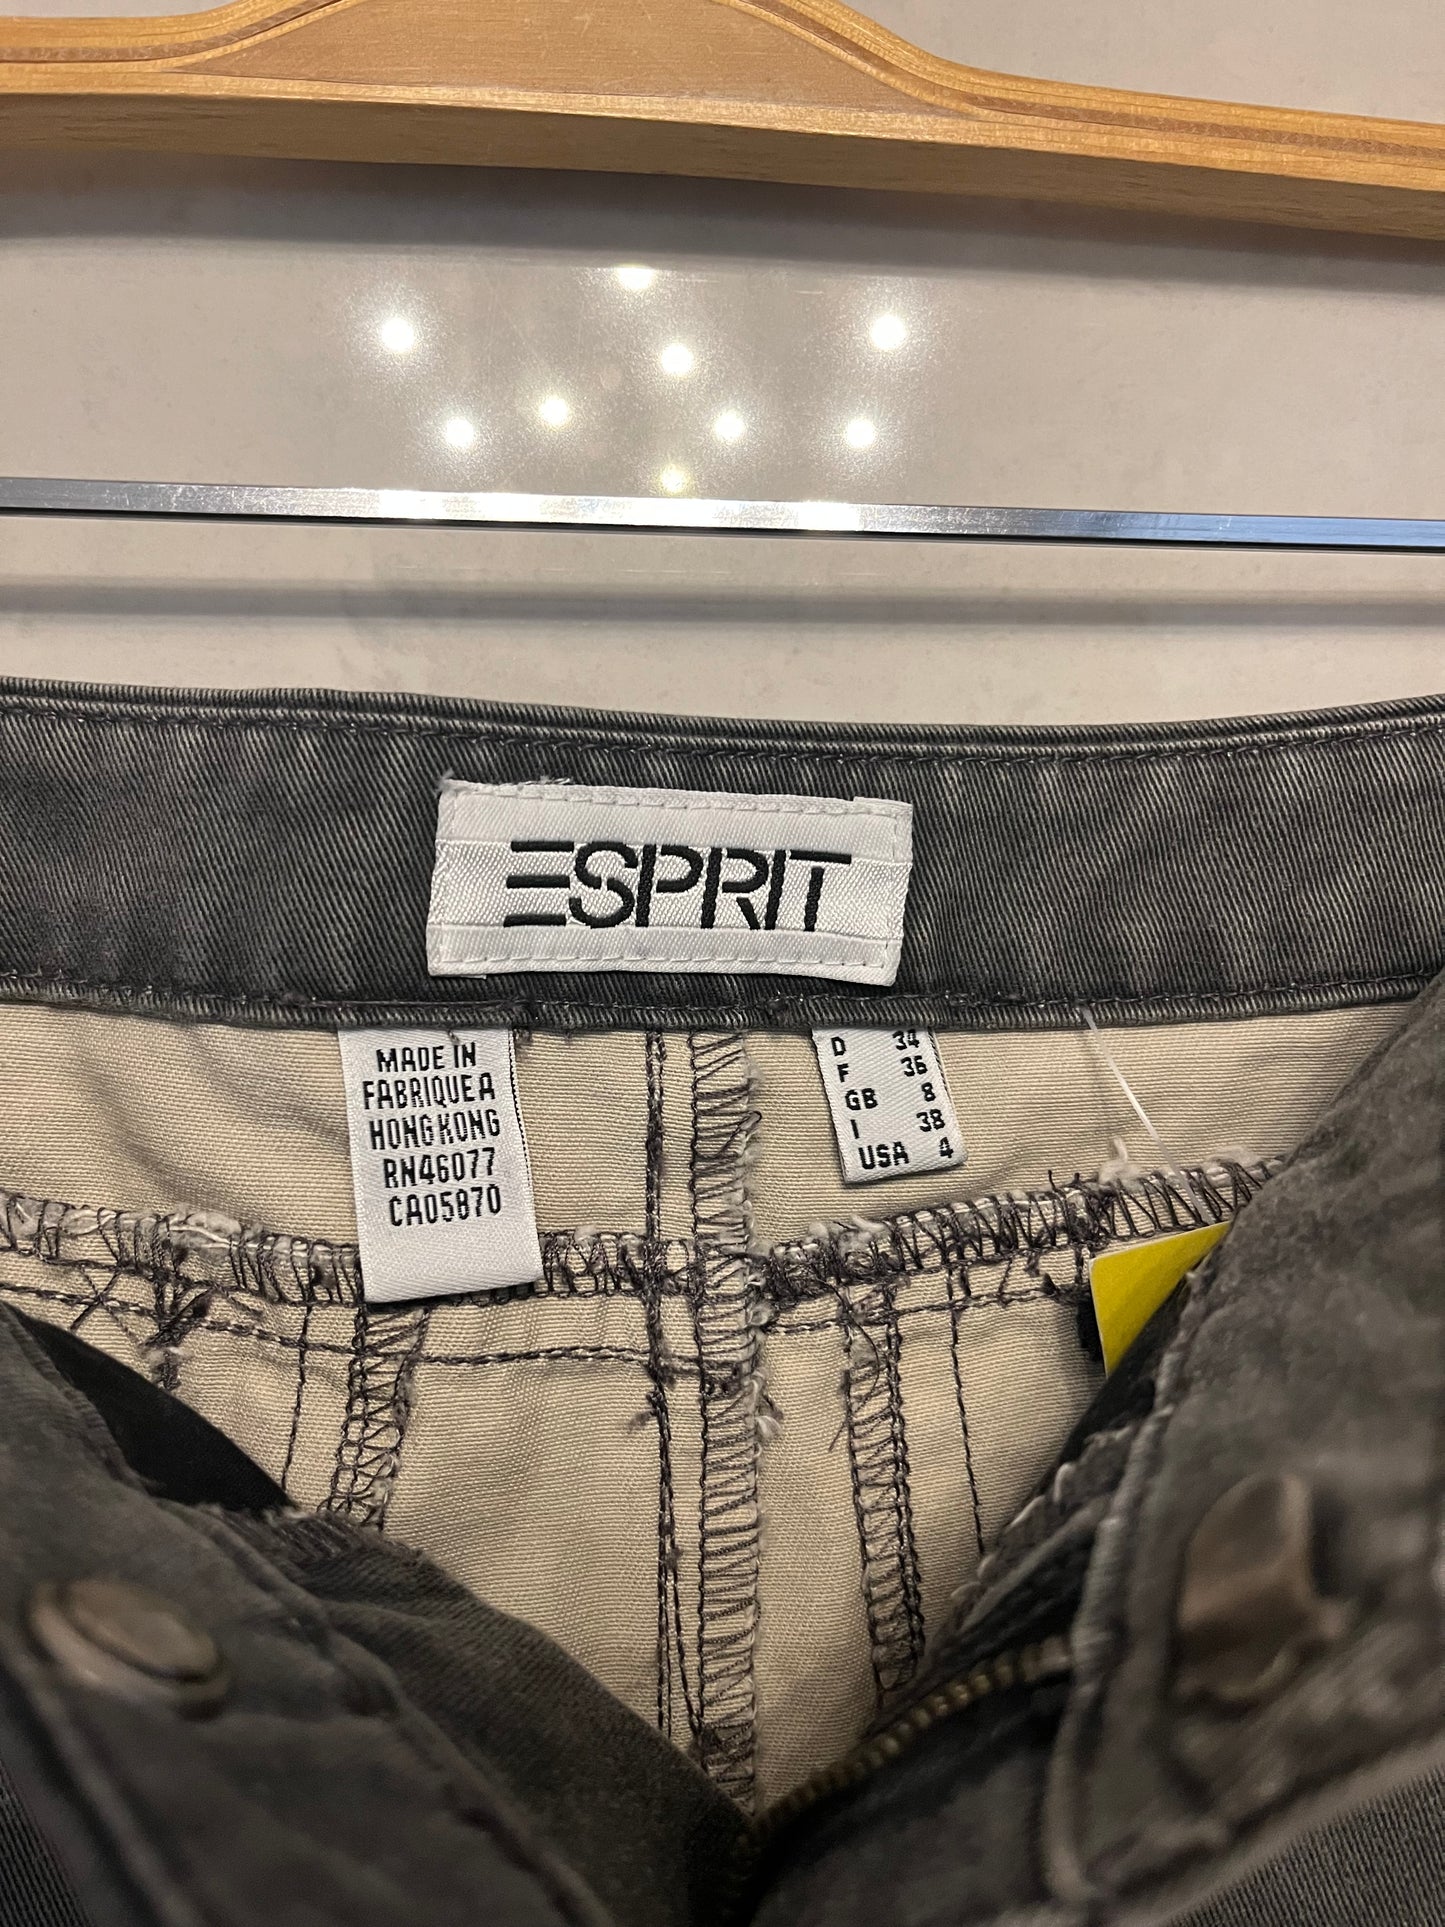 ESPRIT
MADE IN
FABRIQUE A
HONG KONG
RN46077
CA05870
D 34
F 36
GB 8
I 38
USA 4